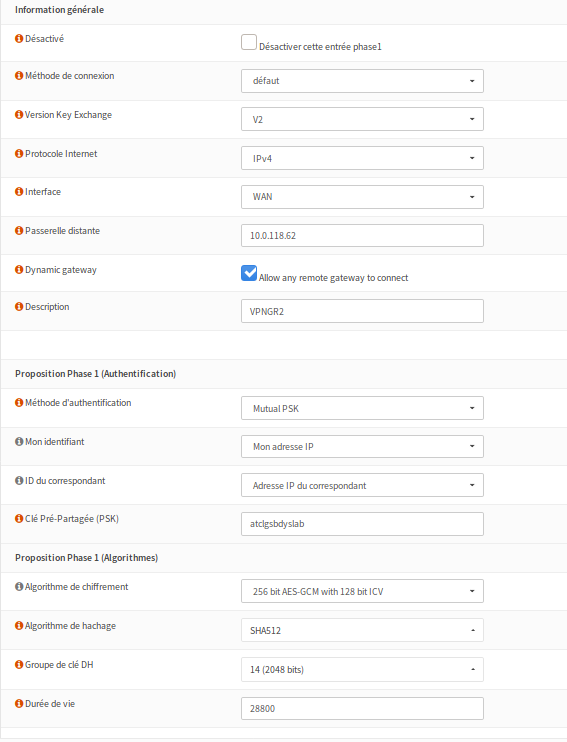 Information générale
Désactivé
Désactiver cette entrée phase1
Méthode de connexion
défaut
Version Key Exchange
V2
Protocole Internet
IPv4
Interface
WAN
Passerelle distante
10.0.118.62
Dynamic gateway
Allow any remote gateway to connect
Description
VPNGR2
Proposition Phase 1 (Authentification)
Méthode d'authentification
Mutual PSK
Mon identifiant
Mon adresse IP
ID du correspondant
Adresse IP du correspondant
Clé Pré-Partagée (PSK)
atclgsbdyslab
Proposition Phase 1 (Algorithmes)
Algorithme de chiffrement
256 bit AES-GCM with 128 bit ICV
Algorithme de hachage
SHA512
Groupe de clé DH
14 (2048 bits)
Durée de vie
28800